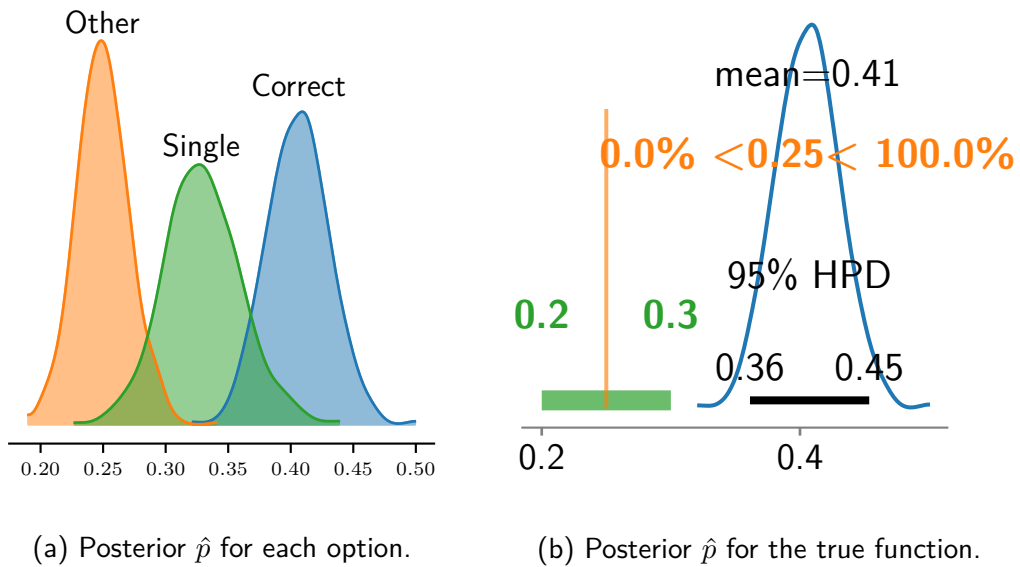 Other
Correct
Single
0.20 0.25 0.30 0.35 0.40 0.45 0.50
(a) Posterior p̂ for each option.
mean=0.41
0.0% <0.25< 100.0%
95% HPD
0.2 0.3
0.36 0.45
0.2 0.4
(b) Posterior p̂ for the true function.